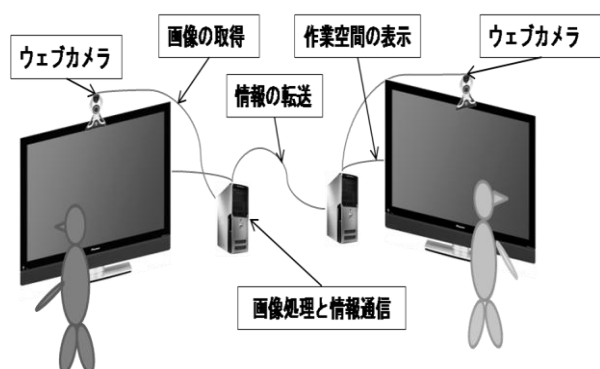 画像の取得
作業空間の表示
ウェブカメラ
ウェブカメラ
情報の転送
画像処理と情報通信